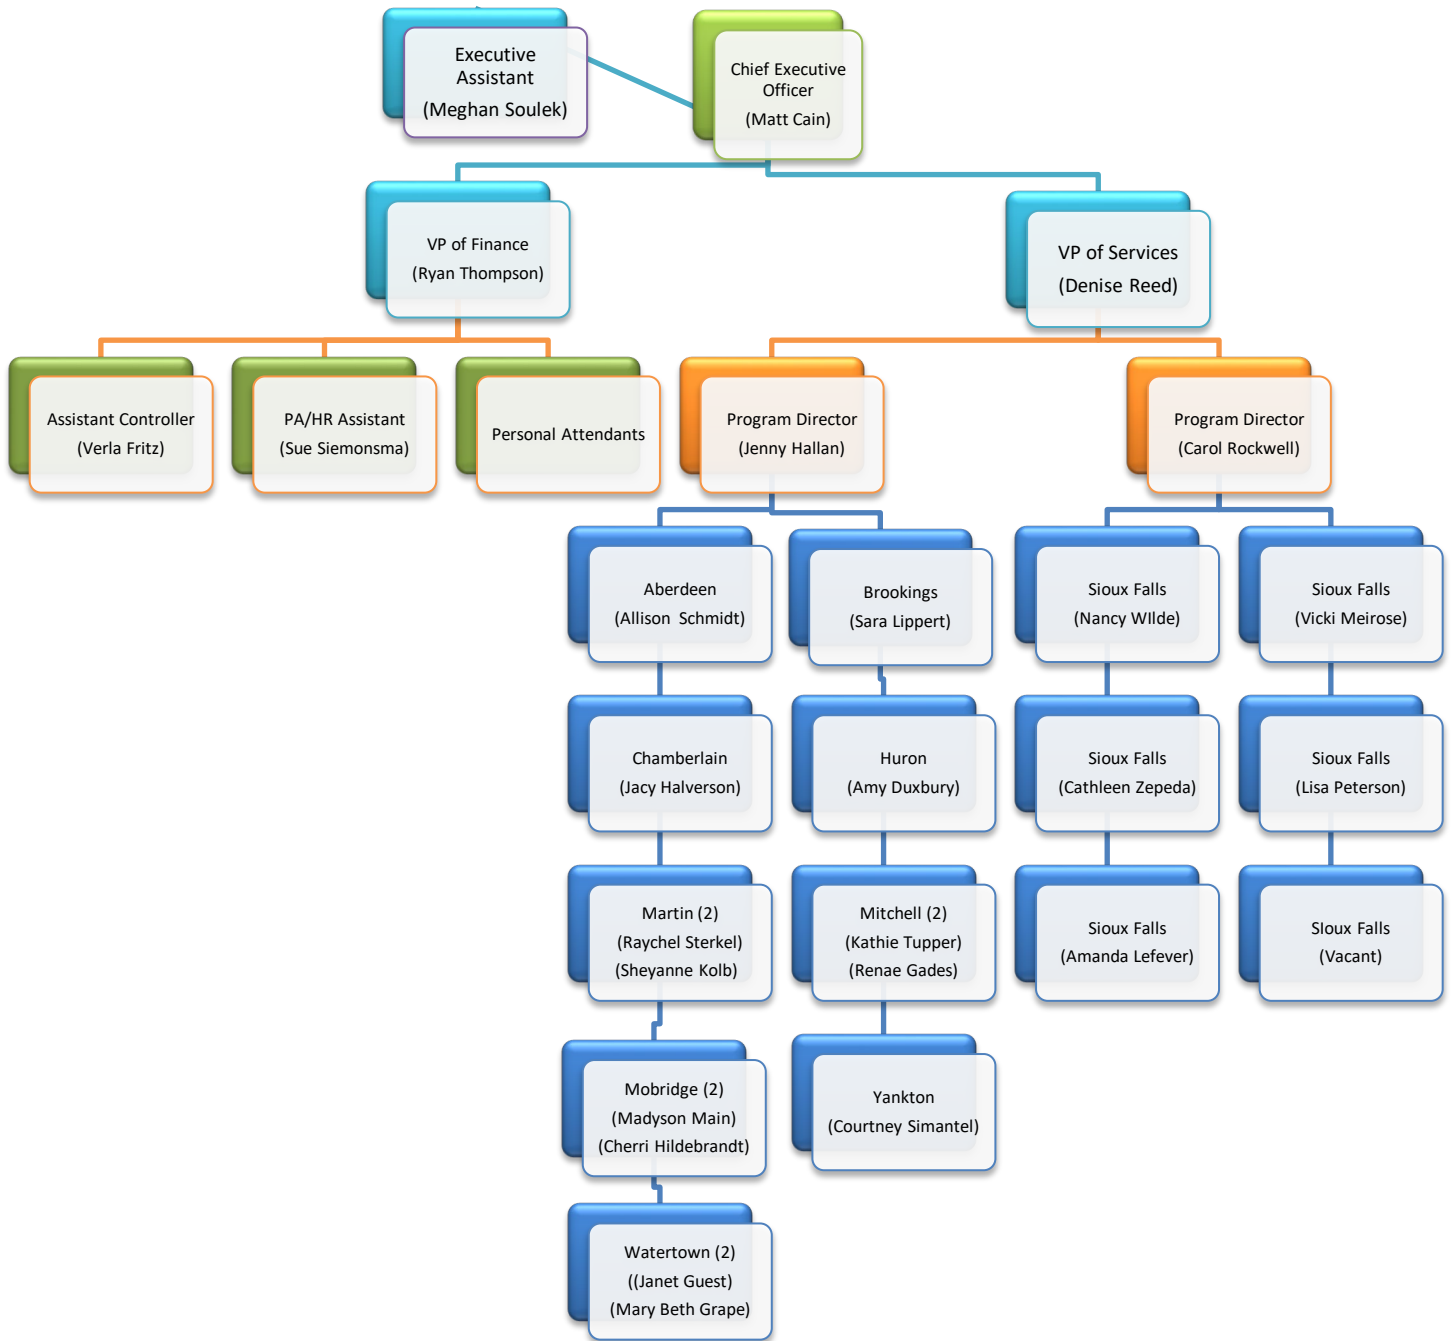 Executive
Assistant
(Meghan Soulek)
Chief Executive
Officer
(Matt Cain)
VP of Finance
(Ryan Thompson)
VP of Services
(Denise Reed)
Assistant Controller
(Verla Fritz)
PA/HR Assistant
(Sue Siemonsma)
Personal Attendants
Program Director
(Jenny Hallan)
Program Director
(Carol Rockwell)
Aberdeen
(Allison Schmidt)
Brookings
(Sara Lippert)
Sioux Falls
(Nancy WIlde)
Sioux Falls
(Vicki Meirose)
Chamberlain
(Jacy Halverson)
Huron
(Amy Duxbury)
Sioux Falls
(Cathleen Zepeda)
Sioux Falls
(Lisa Peterson)
Martin (2)
(Raychel Sterkel)
(Sheyanne Kolb)
Mitchell (2)
(Kathie Tupper)
(Renae Gades)
Sioux Falls
(Amanda Lefever)
SIoux Falls
(Vacant)
Mobridge (2)
(Madyson Main)
(Cherri Hildebrandt)
Yankton
(Courtney Simantel)
Watertown (2)
((Janet Guest)
(Mary Beth Grape)